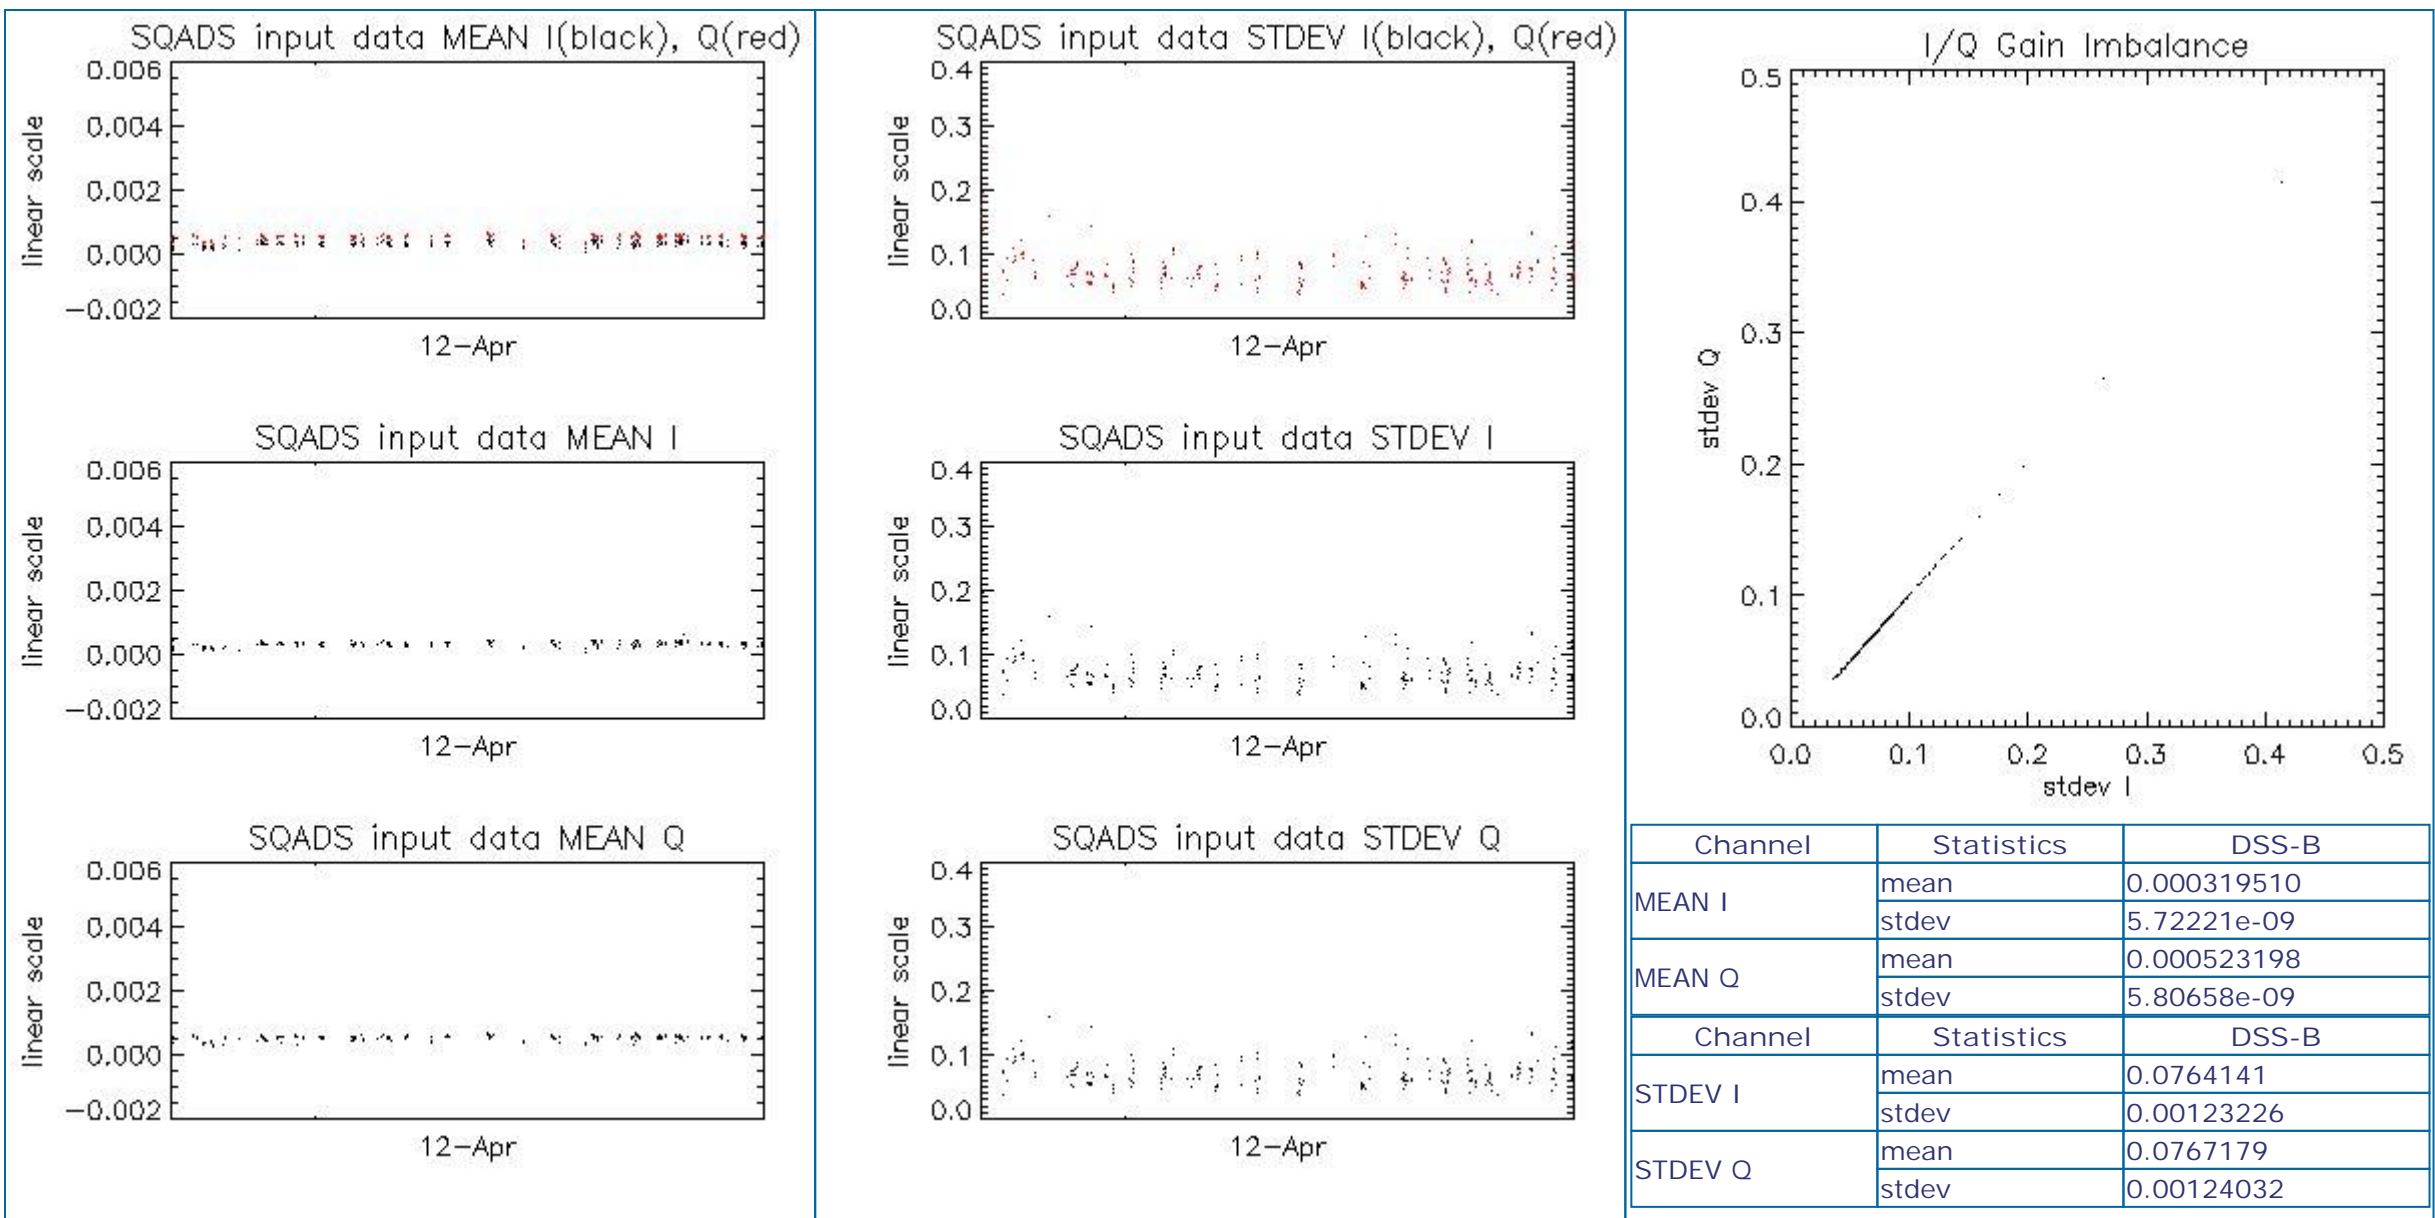 SQADS input data MEAN I(black), Q(red)
0.006
0.004
0.002
0.000
-0.002
linear scale
12-Apr
SQADS input data MEAN I
0.006
0.004
0.002
0.000
-0.002
linear scale
12-Apr
SQADS input data MEAN Q
0.006
0.004
0.002
0.000
-0.002
linear scale
12-Apr
SQADS input data STDEV I(black), Q(red)
0.4
0.3
0.2
0.1
0.0
linear scale
12-Apr
SQADS input data STDEV I
0.4
0.3
0.2
0.1
0.0
linear scale
12-Apr
SQADS input data STDEV Q
0.4
0.3
0.2
0.1
0.0
linear scale
12-Apr
I/Q Gain Imbalance
0.5
0.4
0.3
0.2
0.1
0.0
stdev Q
0.0 0.1 0.2 0.3 0.4 0.5
stdev I
Channel Statistics DSS-B
MEAN I mean 0.000319510
stdev 5.72221e-09
MEAN Q mean 0.000523198
stdev 5.80658e-09
Channel Statistics DSS-B
STDEV I mean 0.0764141
stdev 0.00123226
STDEV Q mean 0.0767179
stdev 0.00124032